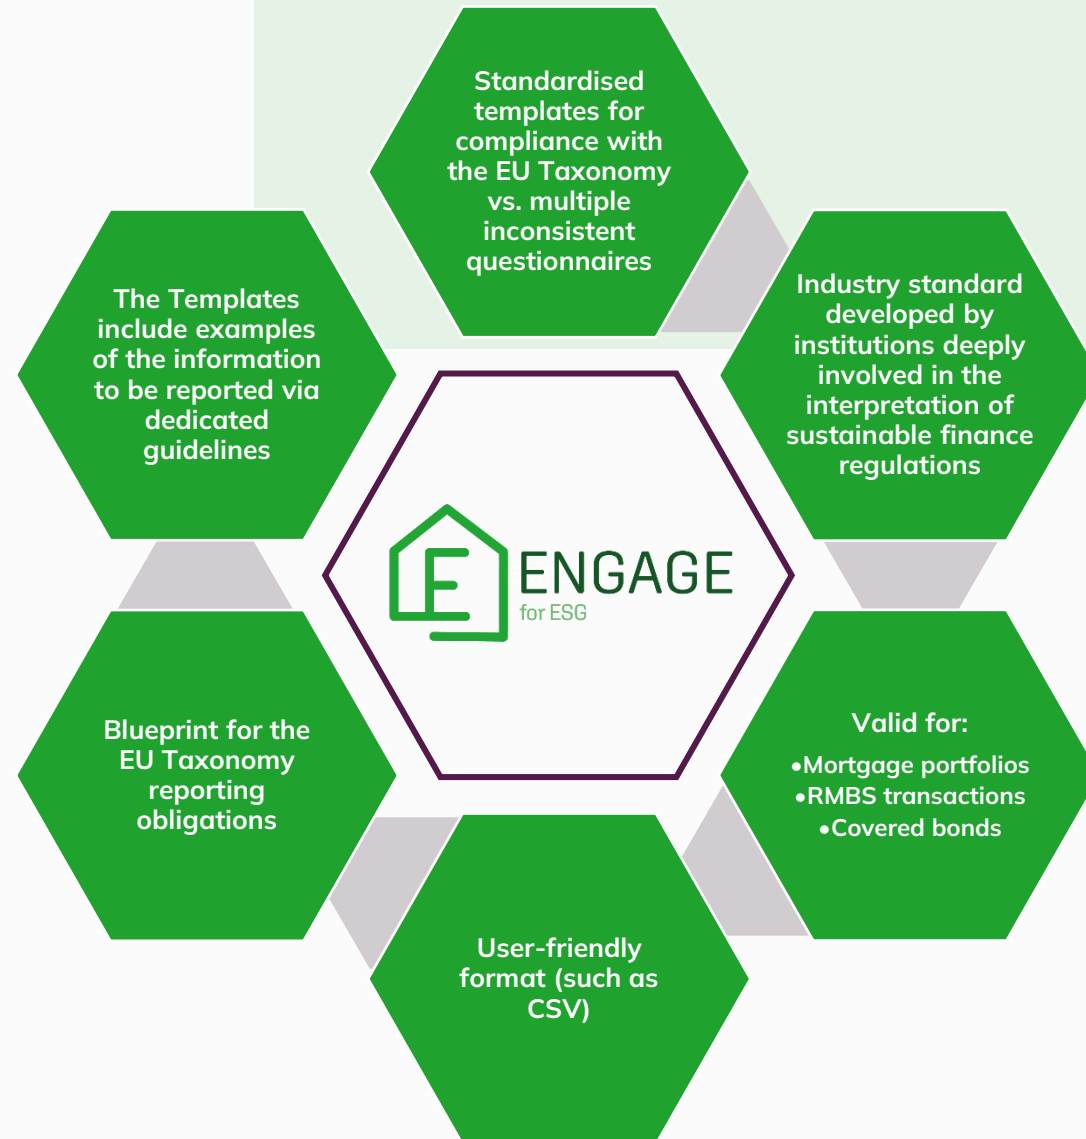 Standardised
templates for
compliance with
the EU Taxonomy
vs. multiple
inconsistent
questionnaires
Industry standard
developed by
institutions deeply
involved in the
interpretation of
sustainable finance
regulations
Valid for:
•Mortgage portfolios
•RMBS transactions
•Covered bonds
User-friendly
format (such as
CSV)
Blueprint for the
EU Taxonomy
reporting
obligations
The Templates
include examples
of the information
to be reported via
dedicated
guidelines
E
ENGAGE
for ESG